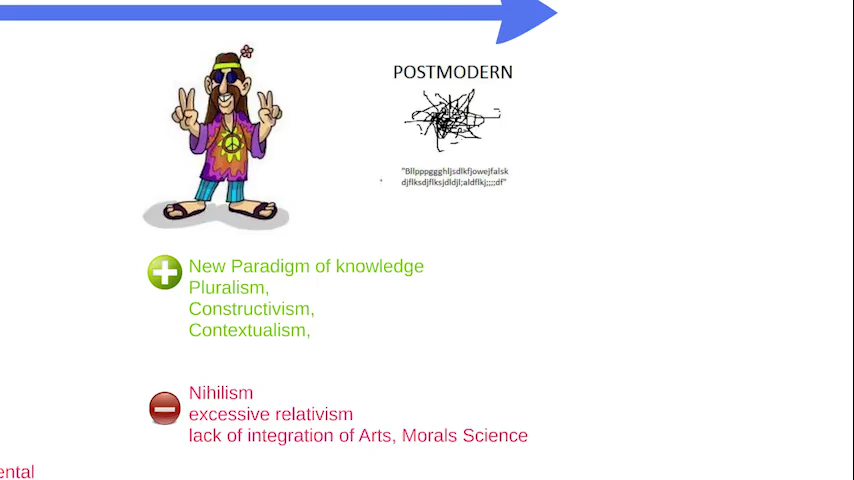 POSTMODERN
"Bllpppggghljsdlkfjowejfalsk
djflksdjflksjdldjl;aldflkj;;;;df"
New Paradigm of knowledge
Pluralism,
Constructivism,
Contextualism,
Nihilism
excessive relativism
lack of integration of Arts, Morals Science
ental